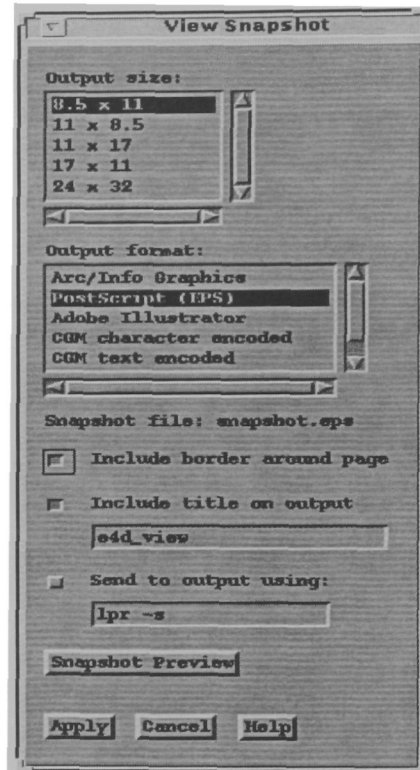 View Snapshot
Output size:
8.5 x 11
11 x 8.5
11 x 17
17 x 11
24 x 32
Output format:
Arc/Info Graphics
PostScript (EPS)
Adobe Illustrator
CGM character encoded
CGM text encoded
Snapshot file: snapshot.eps
Include border around page
Include title on output
e4d_view
Send to output using:
lpr -s
Snapshot Preview
Apply Cancel Help